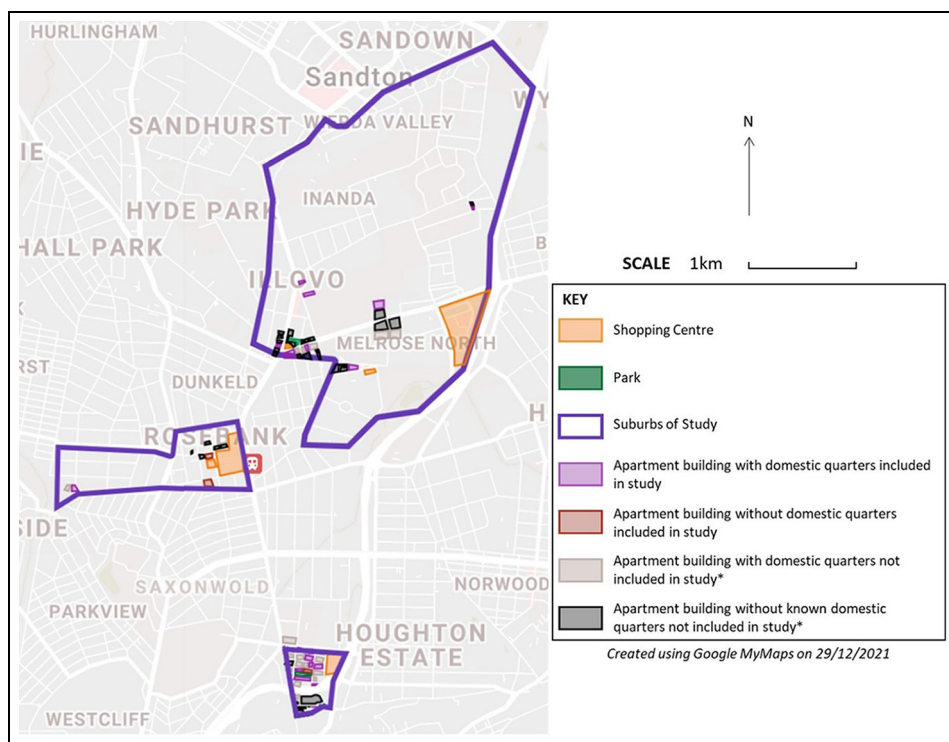 HURLINGHAM
SANDOWN
Sandton
WY
SANDHURST
WIERDA VALLEY
IE
HYDE PARK
INANDA
HALL PARK
B
ILLOVO
MELROSE NORTH
RST
DUNKELD
H
ROSEBANK
SIDE
SAXONWOLD
NORWOOD
PARKVIEW
HOUGHTON
ESTATE
WESTCLIFF
N
SCALE 1km
KEY
Shopping Centre
Park
Suburbs of Study
Apartment building with domestic quarters included
in study
Apartment building without domestic quarters
included in study
Apartment building with domestic quarters not
included in study*
Apartment building without known domestic
quarters not included in study*
Created using Google MyMaps on 29/12/2021